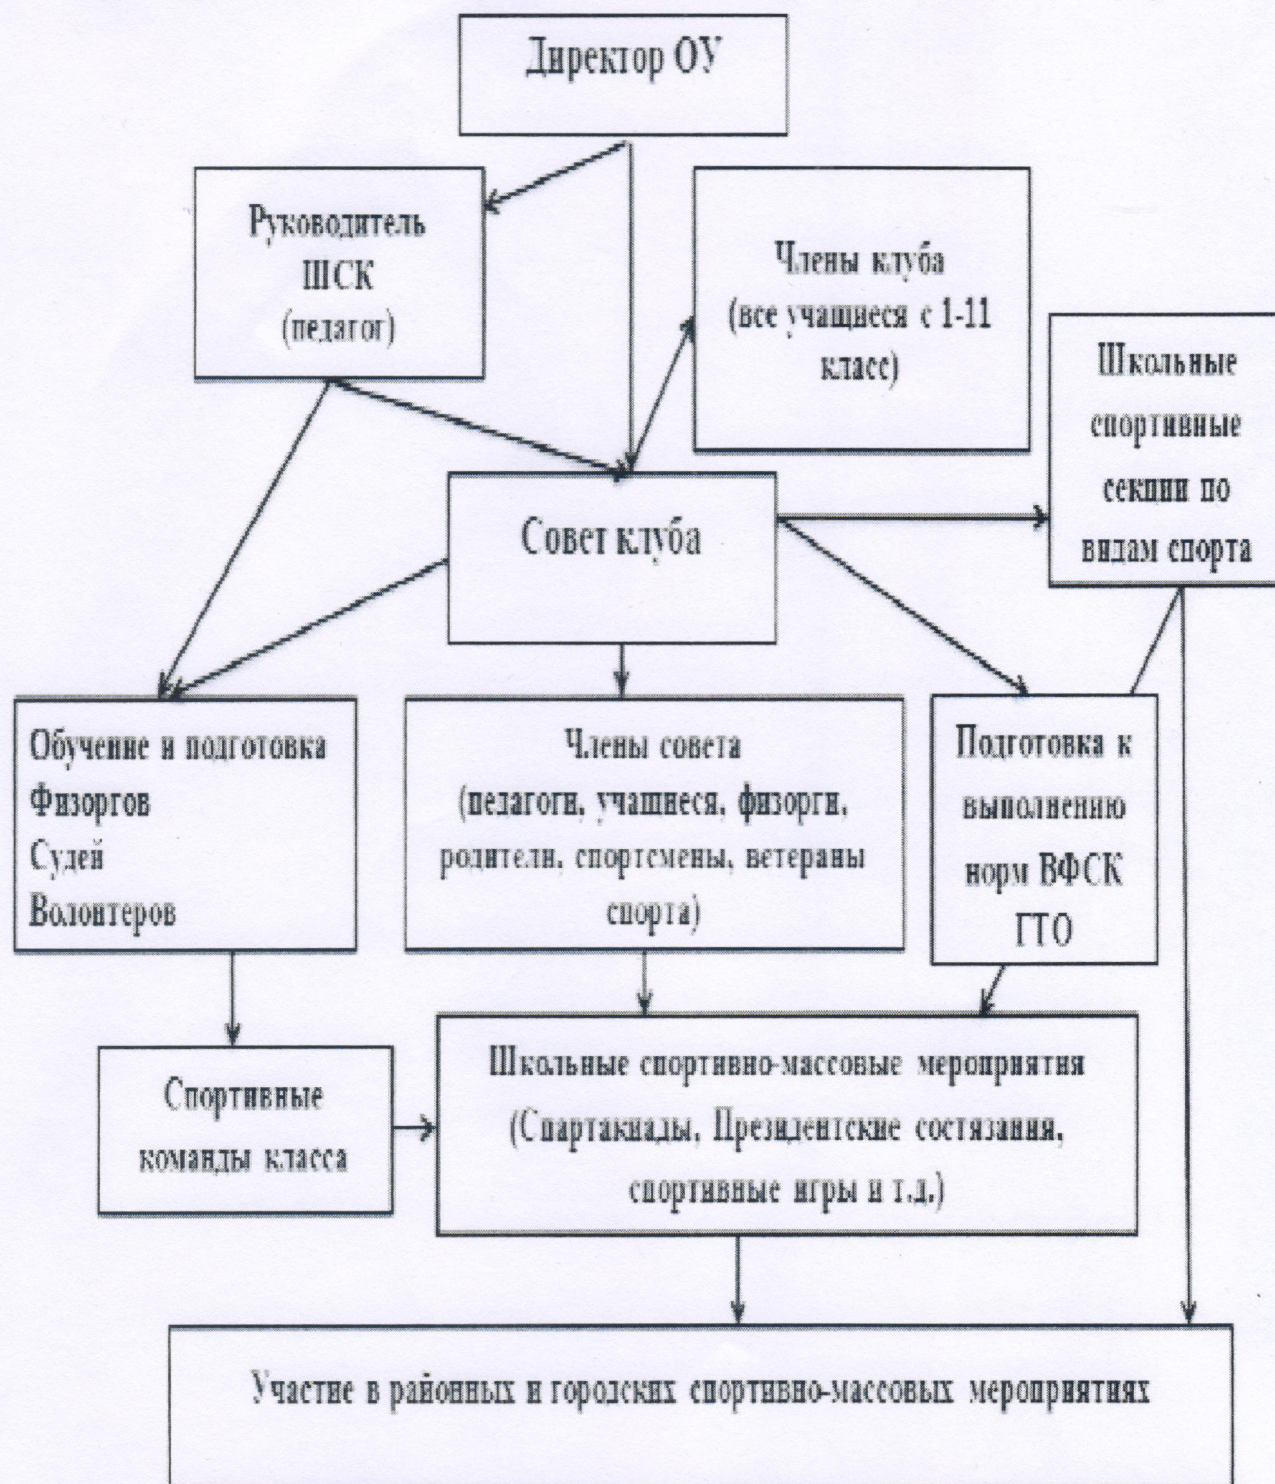 Директор ОУ
Руководитель
ШСК
(педагог)
Члены клуба
(все учащиеся с 1-11
класс)
Школьные
спортивные
секции по
видам спорта
Совет клуба
Обучение и подготовка
Физоргов
Судей
Волонтеров
Члены совета
(педагоги, учащиеся, физорги,
родители, спортсмены, ветераны
спорта)
Подготовка к
выполнению
норм ВФСК
ГТО
Спортивные
команды класса
Школьные спортивно-массовые мероприятия
(Спартакиады, Президентские состязания,
спортивные игры и т.д.)
Участие в районных и городских спортивно-массовых мероприятиях